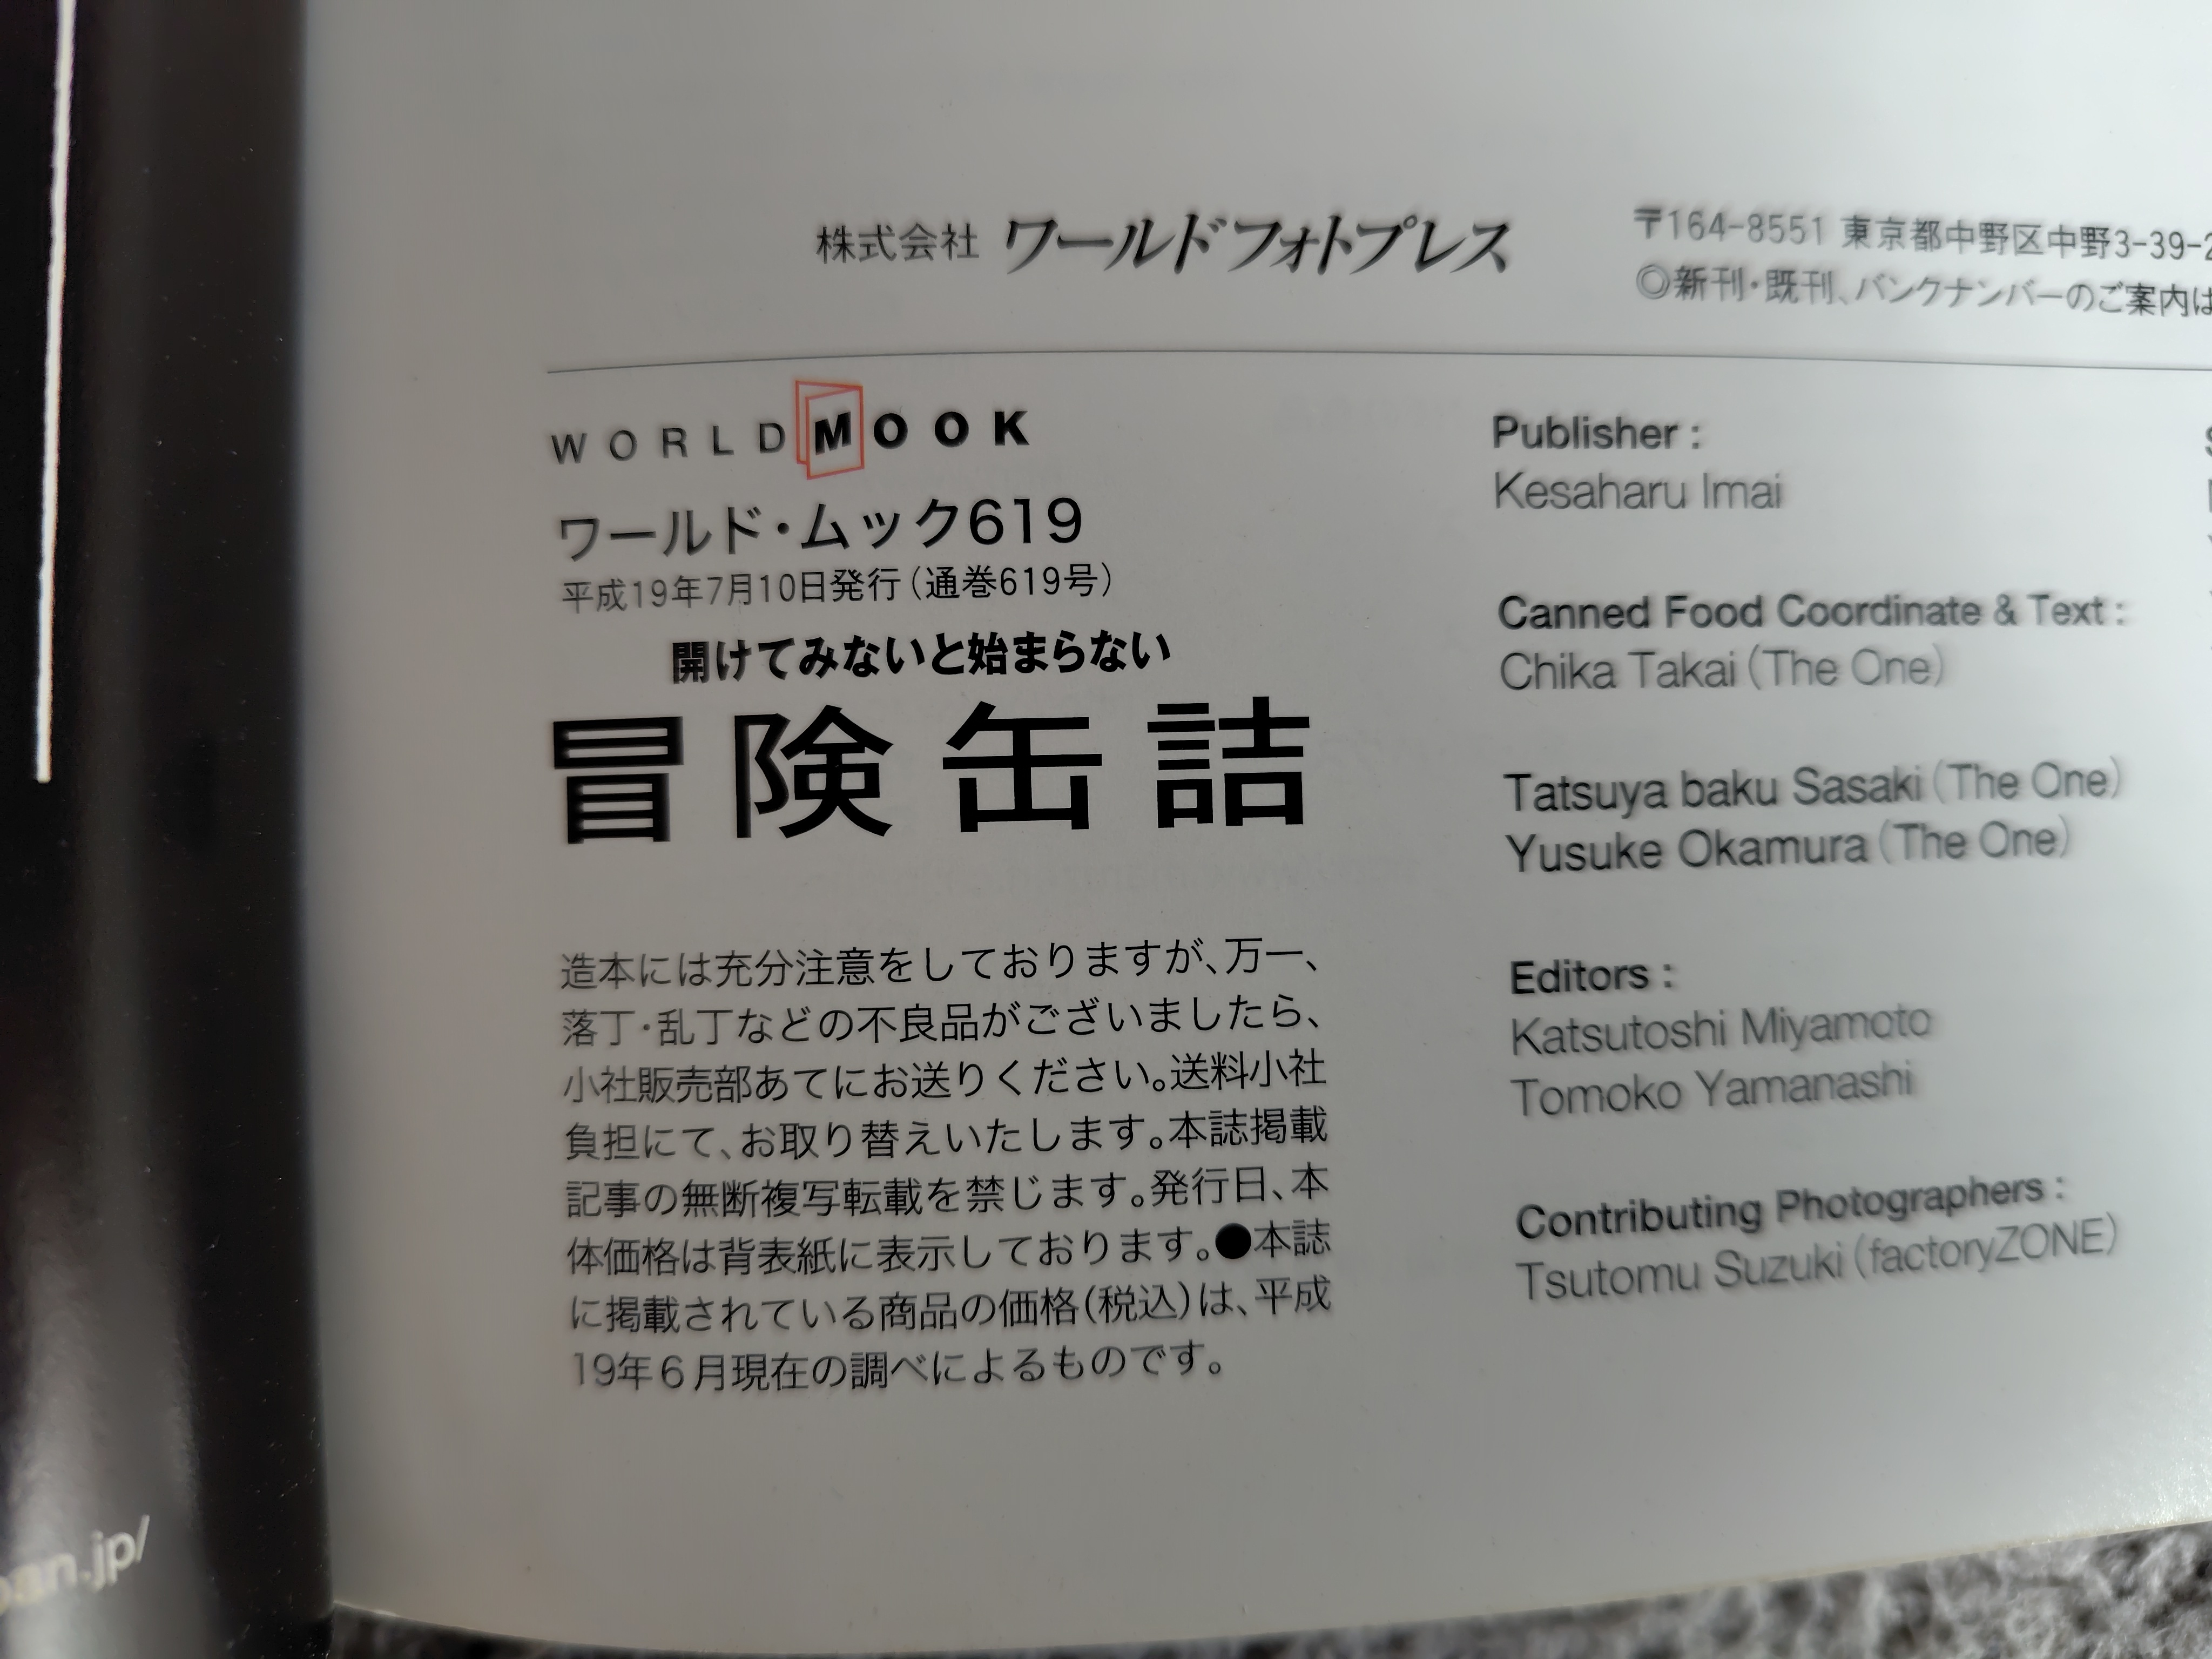 株式会社 ワールドフォトプレス
〒164-8551 東京都中野区中野3-39-2
◎新刊・既刊、バックナンバーのご案内は
WORLD MOOK
ワールド・ムック619
平成19年7月10日発行（通巻619号）
開けてみないと始まらない
冒険缶詰
造本には充分注意をしておりますが、万一、
落丁・乱丁などの不良品がございましたら、
小社販売部あてにお送りください。送料小社
負担にて、お取り替えいたします。本誌掲載
記事の無断複写転載を禁じます。発行日、本
体価格は背表紙に表示しております。●本誌
に掲載されている商品の価格(税込)は、平成
19年6月現在の調べによるものです。
Publisher :
Kesaharu Imai
Canned Food Coordinate & Text :
Chika Takai (The One)
Tatsuya baku Sasaki (The One)
Yusuke Okamura (The One)
Editors :
Katsutoshi Miyamoto
Tomoko Yamanashi
Contributing Photographers :
Tsutomu Suzuki (factoryZONE)
an.jp/